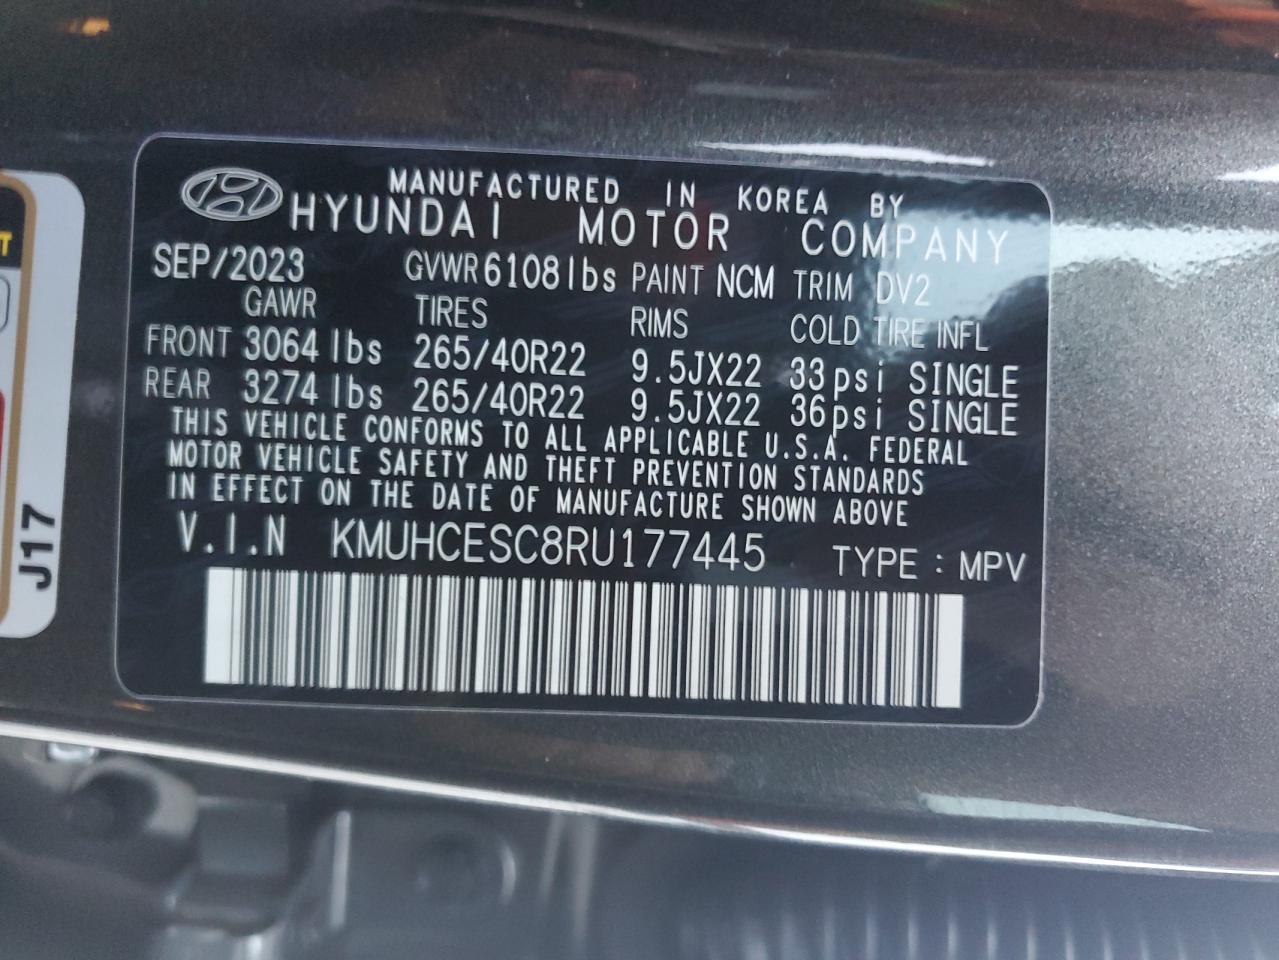 MANUFACTURED IN KOREA BY
HYUNDAI MOTOR COMPANY
SEP/2023 GVWR 6108lbs PAINT NCM TRIM DV2
GAWR TIRES RIMS COLD TIRE INFL
FRONT 3064 lbs 265/40R22 9.5JX22 33psi SINGLE
REAR 3274 lbs 265/40R22 9.5JX22 36psi SINGLE
THIS VEHICLE CONFORMS TO ALL APPLICABLE U.S.A. FEDERAL
MOTOR VEHICLE SAFETY AND THEFT PREVENTION STANDARDS
IN EFFECT ON THE DATE OF MANUFACTURE SHOWN ABOVE
V.I.N KMUHCESC8RU177445 TYPE : MPV
J17